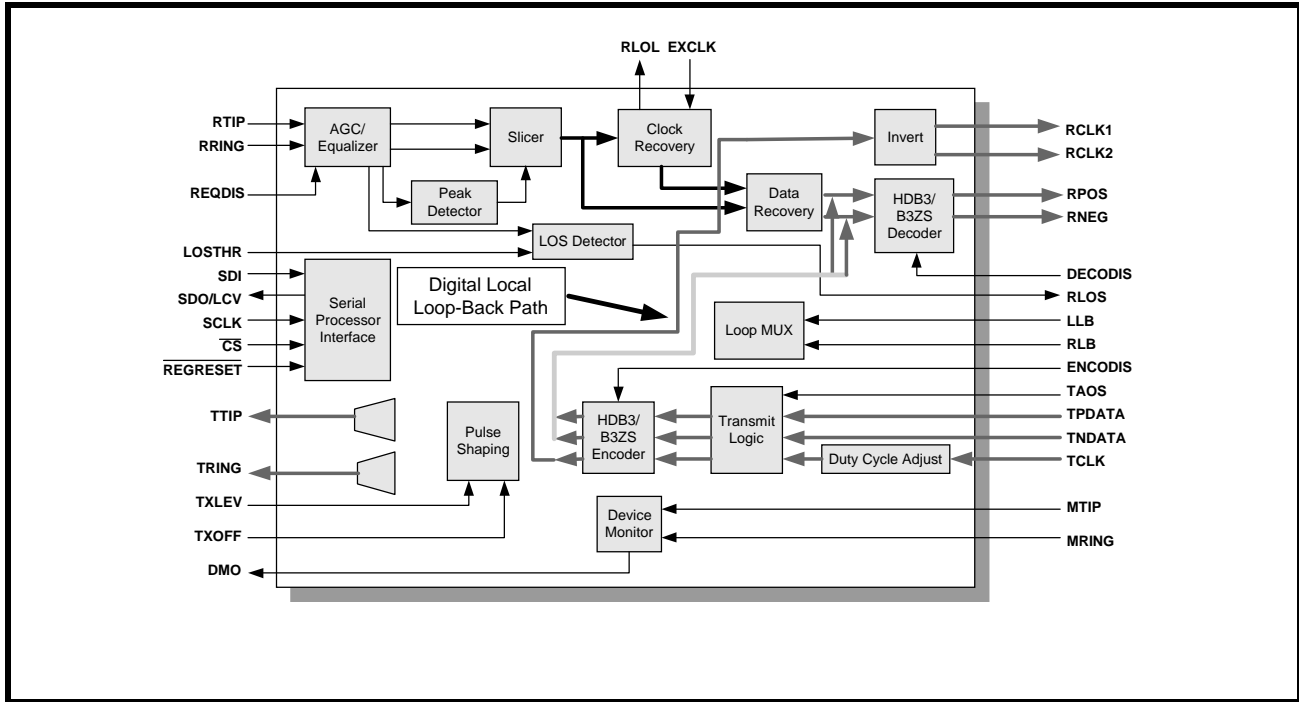 RLOL EXCLK
RTIP
RRING
REQDIS
LOSTHR
SDI
SDO/LCV
SCLK
CS
REGRESET
TTIP
TRING
TXLEV
TXOFF
DMO
AGC/
Equalizer
Slicer
Peak
Detector
Clock
Recovery
Data
Recovery
Invert
HDB3/
B3ZS
Decoder
LOS Detector
Serial
Processor
Interface
Digital Local
Loop-Back Path
Loop MUX
Pulse
Shaping
HDB3/
B3ZS
Encoder
Transmit
Logic
Duty Cycle Adjust
Device
Monitor
RCLK1
RCLK2
RPOS
RNEG
DECODIS
RLOS
LLB
RLB
ENCODIS
TAOS
TPDATA
TNDATA
TCLK
MTIP
MRING